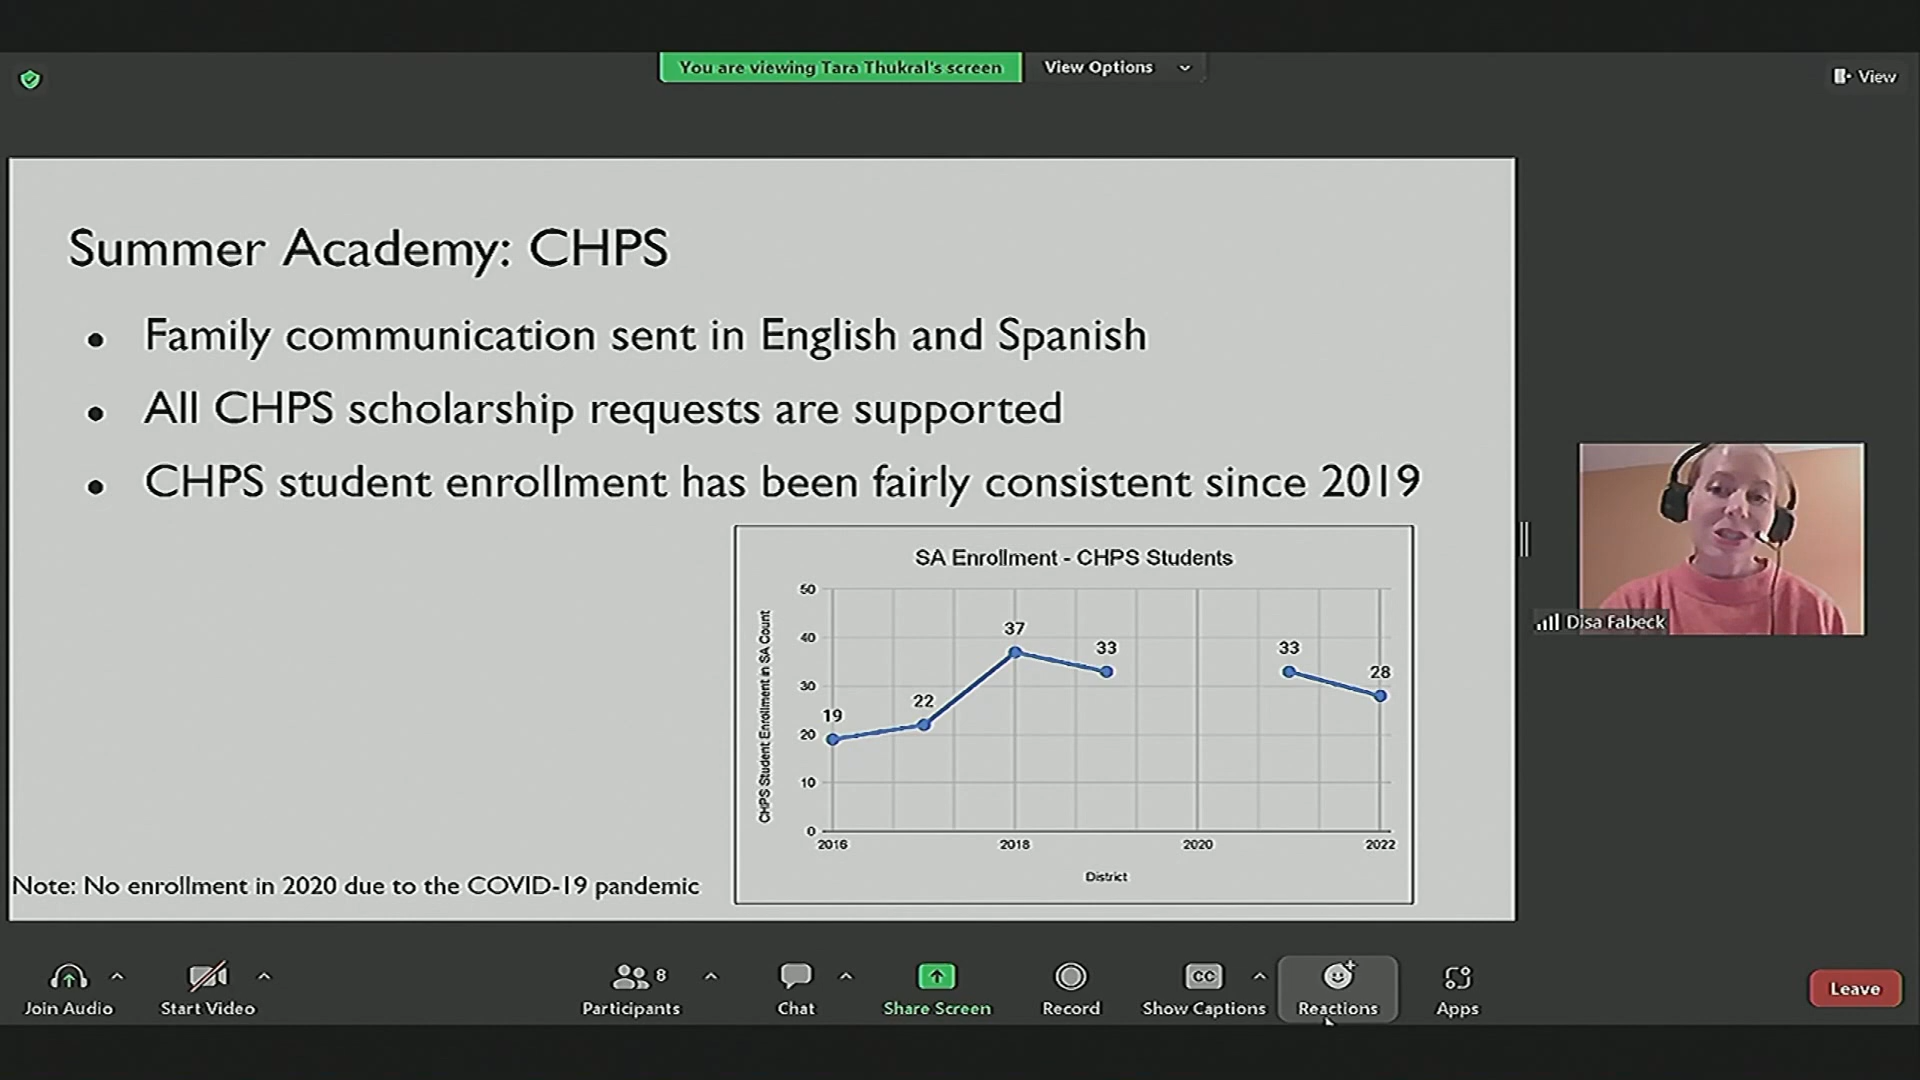 You are viewing Tara Thukral's screen
View Options
View
Summer Academy: CHPS
• Family communication sent in English and Spanish
• All CHPS scholarship requests are supported
• CHPS student enrollment has been fairly consistent since 2019
SA Enrollment - CHPS Students
CHPS Student Enrollment in SA Count
50
40
30
20
10
0
19
22
37
33
33
28
2016
2018
2020
2022
District
Note: No enrollment in 2020 due to the COVID-19 pandemic
Disa Fabeck
Join Audio
Start Video
8
Participants
Chat
Share Screen
Record
CC
Show Captions
Reactions
Apps
Leave